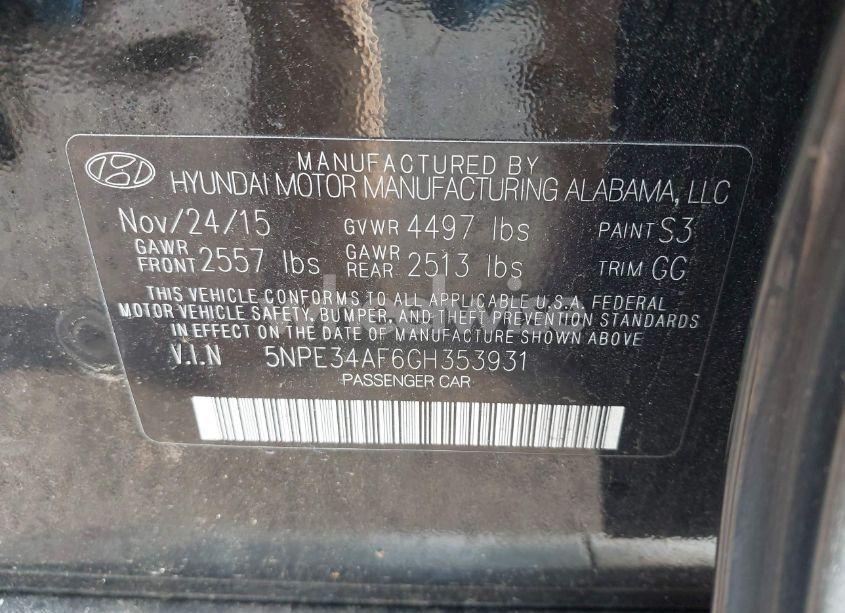 MANUFACTURED BY
HYUNDAI MOTOR MANUFACTURING ALABAMA, LLC
Nov/24/15 GVWR 4497 lbs PAINT S3
GAWR FRONT 2557 lbs GAWR REAR 2513 lbs TRIM GG
THIS VEHICLE CONFORMS TO ALL APPLICABLE U.S.A. FEDERAL
MOTOR VEHICLE SAFETY, BUMPER, AND THEFT PREVENTION STANDARDS
IN EFFECT ON THE DATE OF MANUFACTURE SHOWN ABOVE
V.I.N 5NPE34AF6GH353931
PASSENGER CAR